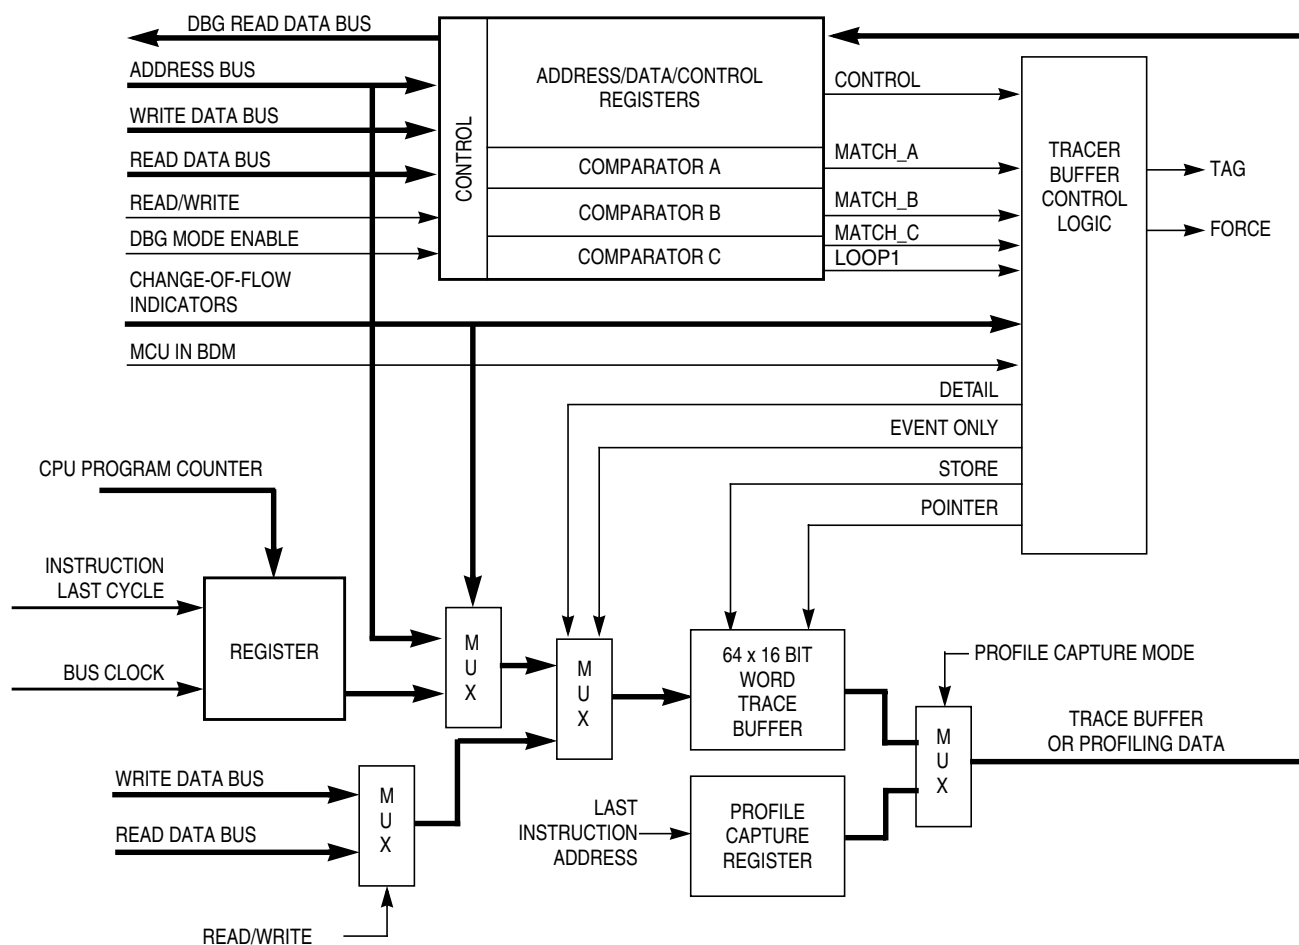 DBG READ DATA BUS
ADDRESS BUS
WRITE DATA BUS
READ DATA BUS
READ/WRITE
DBG MODE ENABLE
CHANGE-OF-FLOW
INDICATORS
MCU IN BDM
CONTROL
ADDRESS/DATA/CONTROL
REGISTERS
COMPARATOR A
COMPARATOR B
COMPARATOR C
CONTROL
MATCH_A
MATCH_B
MATCH_C
LOOP1
TRACER
BUFFER
CONTROL
LOGIC
TAG
FORCE
DETAIL
EVENT ONLY
STORE
POINTER
CPU PROGRAM COUNTER
INSTRUCTION
LAST CYCLE
BUS CLOCK
REGISTER
M
U
X
M
U
X
64 x 16 BIT
WORD
TRACE
BUFFER
PROFILE CAPTURE MODE
M
U
X
TRACE BUFFER
OR PROFILING DATA
WRITE DATA BUS
READ DATA BUS
M
U
X
READ/WRITE
LAST
INSTRUCTION
ADDRESS
PROFILE
CAPTURE
REGISTER